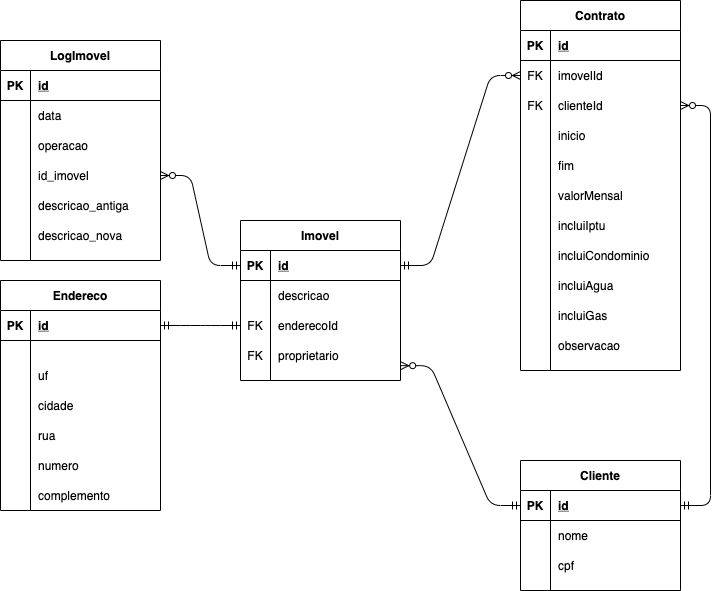 LogImovel
PK id
data
operacao
id_imovel
descricao_antiga
descricao_nova
Endereco
PK id
uf
cidade
rua
numero
complemento
Imovel
PK id
descricao
FK enderecoId
FK proprietario
Contrato
PK id
FK imovelId
FK clienteId
inicio
fim
valorMensal
incluiIptu
incluiCondominio
incluiAgua
incluiGas
observacao
Cliente
PK id
nome
cpf